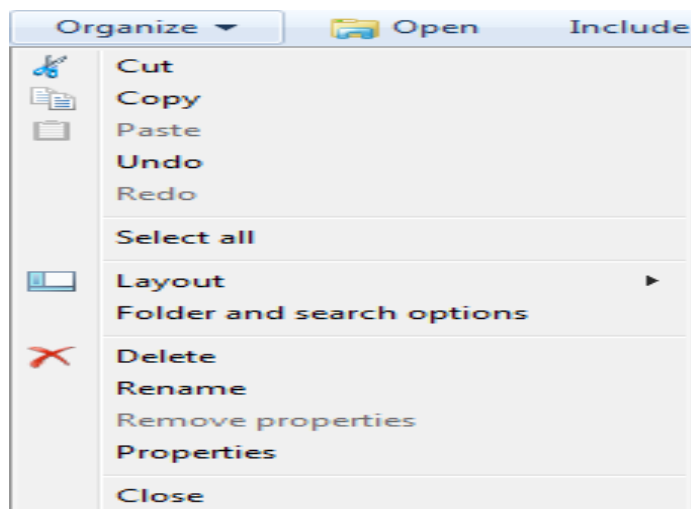 Organize Open Include
Cut
Copy
Paste
Undo
Redo
Select all
Layout
Folder and search options
Delete
Rename
Remove properties
Properties
Close